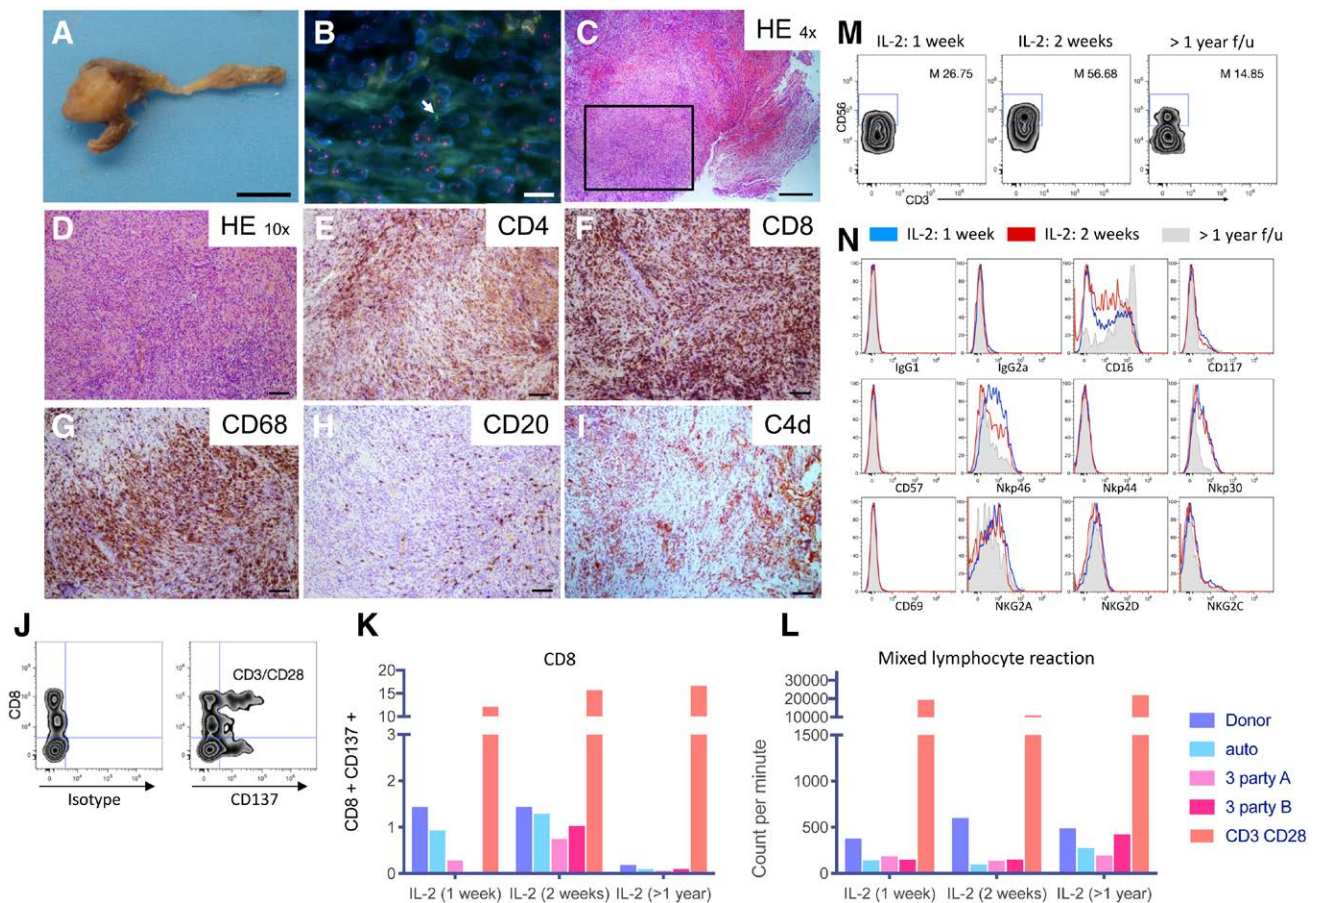 A
B
C
HE 4x
D
HE 10x
E
CD4
F
CD8
G
CD68
H
CD20
I
C4d
J
CD8
CD3/CD28
Isotype
CD137
K
CD8
CD8 + CD137 +
20
15
10
3
2
1
0
IL-2 (1 week)
IL-2 (2 weeks)
IL-2 (>1 year)
L
Mixed lymphocyte reaction
Count per minute
30000
20000
10000
1500
1000
500
0
IL-2 (1 week)
IL-2 (2 weeks)
IL-2 (>1 year)
Donor
auto
3 party A
3 party B
CD3 CD28
M
IL-2: 1 week
IL-2: 2 weeks
> 1 year f/u
M 26.75
M 56.68
M 14.85
CD56
CD3
N
IL-2: 1 week
IL-2: 2 weeks
> 1 year f/u
IgG1
IgG2a
CD16
CD117
CD57
Nkp46
Nkp44
Nkp30
CD69
NKG2A
NKG2D
NKG2C